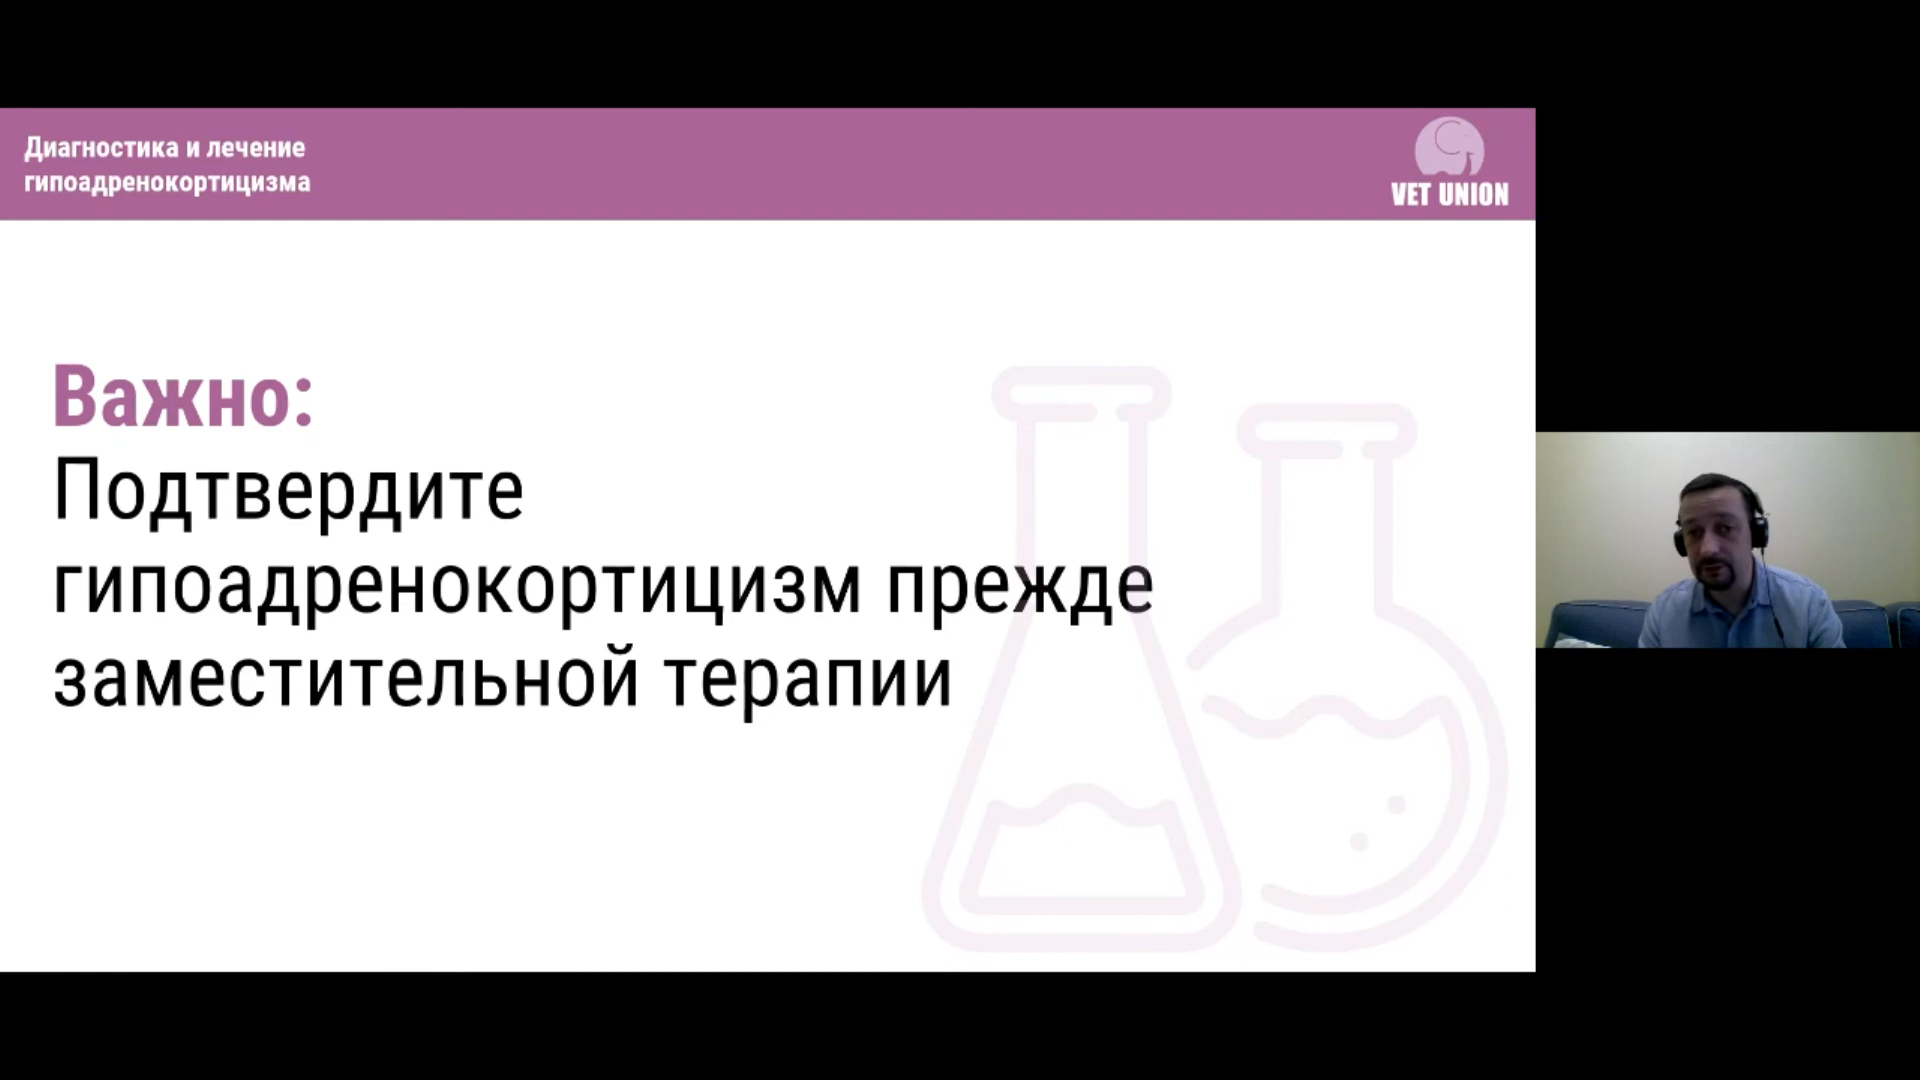 Диагностика и лечение
гипоадренокортицизма
VET UNION
Важно:
Подтвердите
гипоадренокортицизм прежде
заместительной терапии